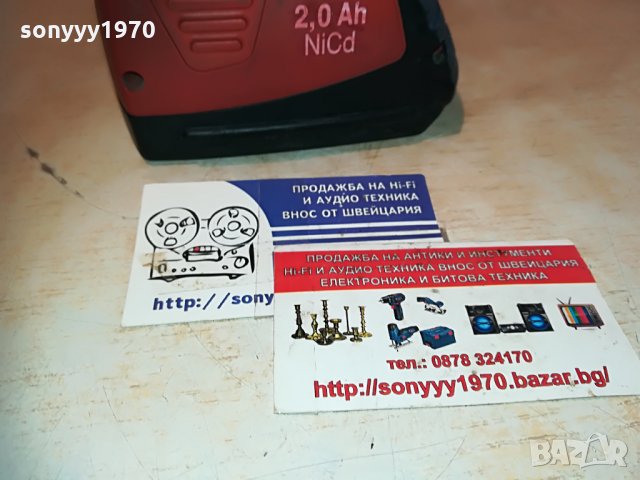 sonyyy1970
2,0 Ah
NiCd
ПРОДАЖБА НА Hi-Fi
И АУДИО ТЕХНИКА
ВНОС ОТ ШВЕЙЦАРИЯ
http://sony
ПРОДАЖБА НА АНТИКИ И ИНСТРУМЕНТИ
Hi-Fi И АУДИО ТЕХНИКА ВНОС ОТ ШВЕЙЦАРИЯ
ЕЛЕКТРОНИКА И БИТОВА ТЕХНИКА
тел.: 0878 324170
http://sonyyy1970.bazar.bg/
BAZAR